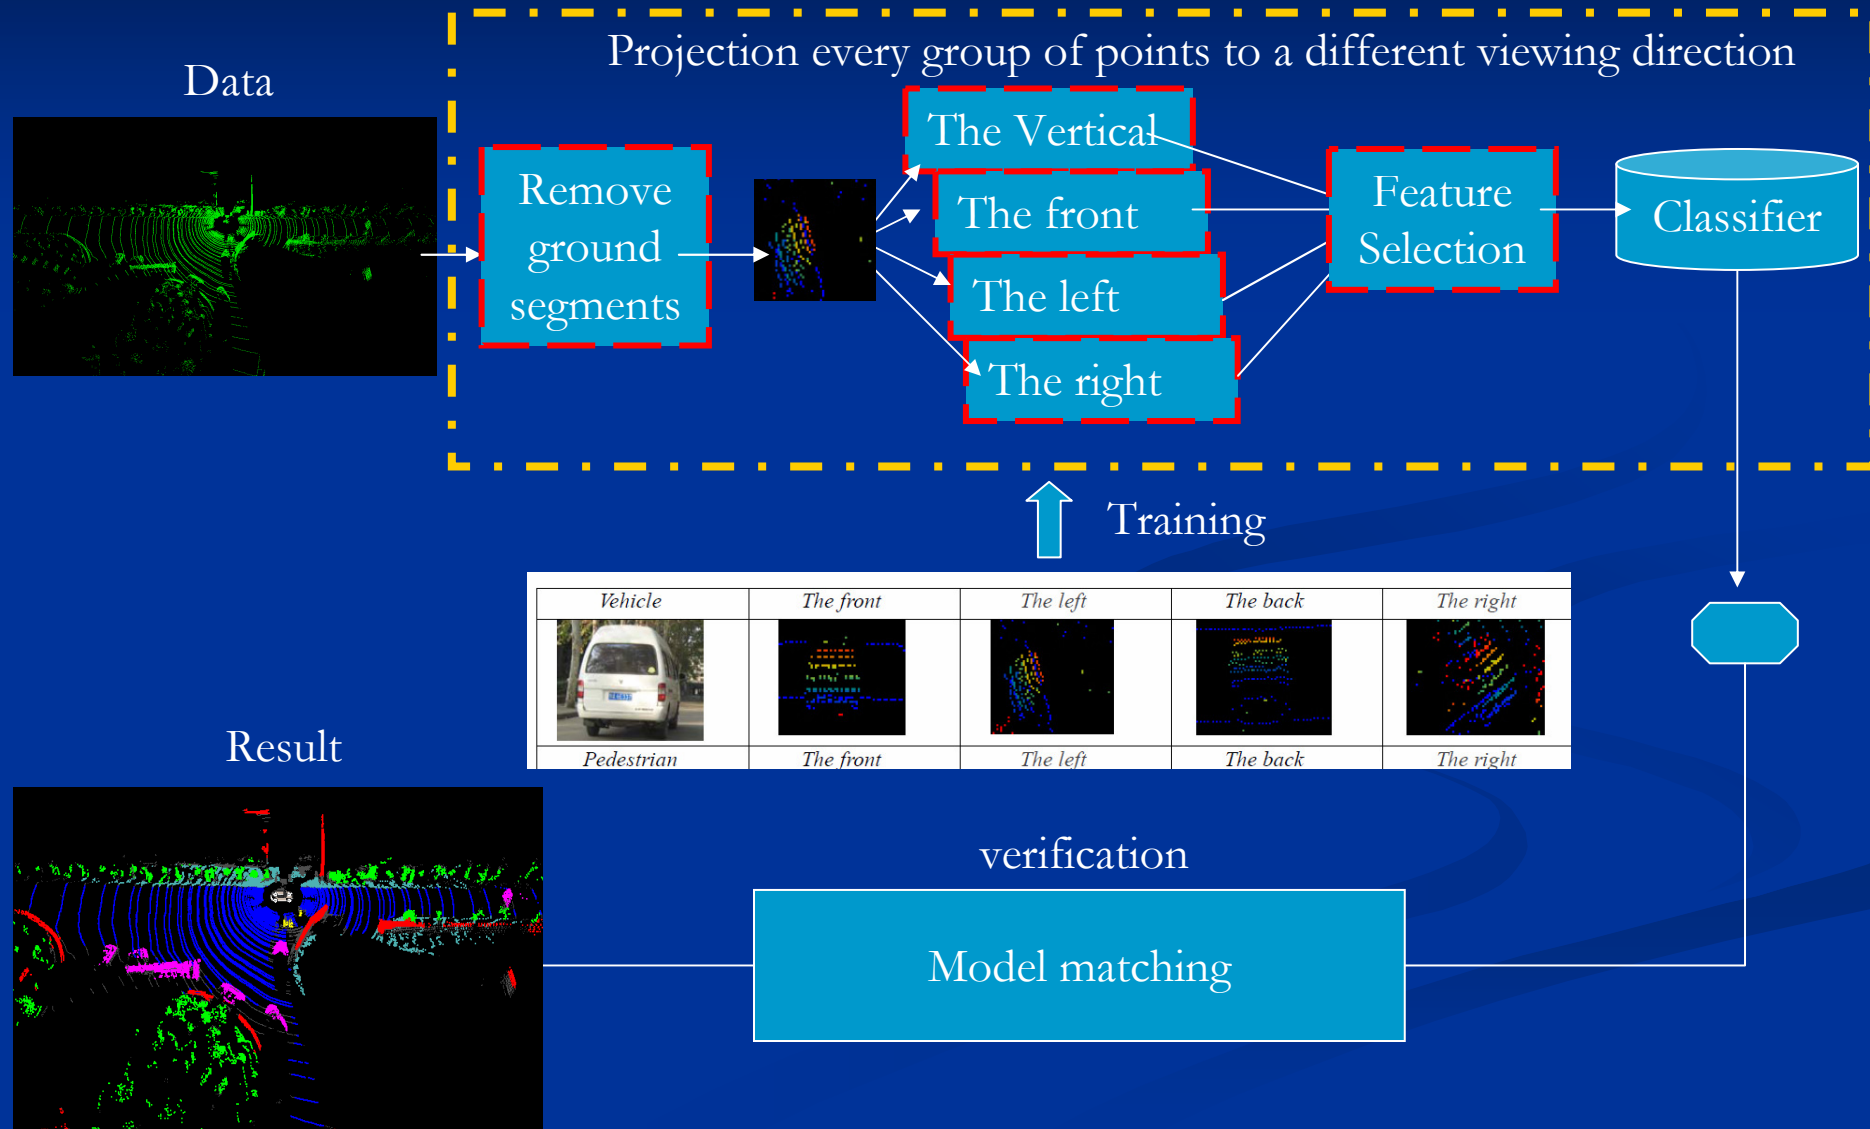 Projection every group of points to a different viewing direction
Data
Remove
ground
segments
The Vertical
The front
The left
The right
Feature
Selection
Classifier
Training
Vehicle The front The left The back The right
Pedestrian The front The left The back The right
Result
verification
Model matching